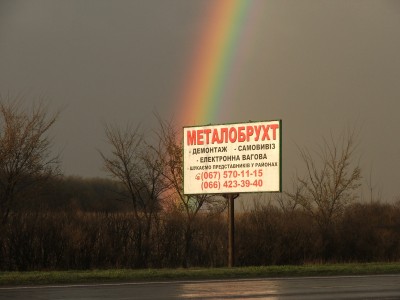 МЕТАЛОБРУХТ
- ДЕМОНТАЖ - САМОВИВІЗ
- ЕЛЕКТРОННА ВАГОВА
- ШУКАЄМО ПРЕДСТАВНИКІВ У РАЙОНАХ
(067) 570-11-15
(066) 423-39-40